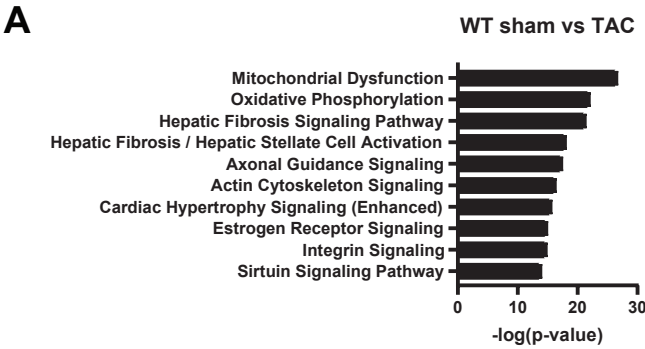 A
WT sham vs TAC
Mitochondrial Dysfunction
Oxidative Phosphorylation
Hepatic Fibrosis Signaling Pathway
Hepatic Fibrosis / Hepatic Stellate Cell Activation
Axonal Guidance Signaling
Actin Cytoskeleton Signaling
Cardiac Hypertrophy Signaling (Enhanced)
Estrogen Receptor Signaling
Integrin Signaling
Sirtuin Signaling Pathway
0 10 20 30
-log(p-value)